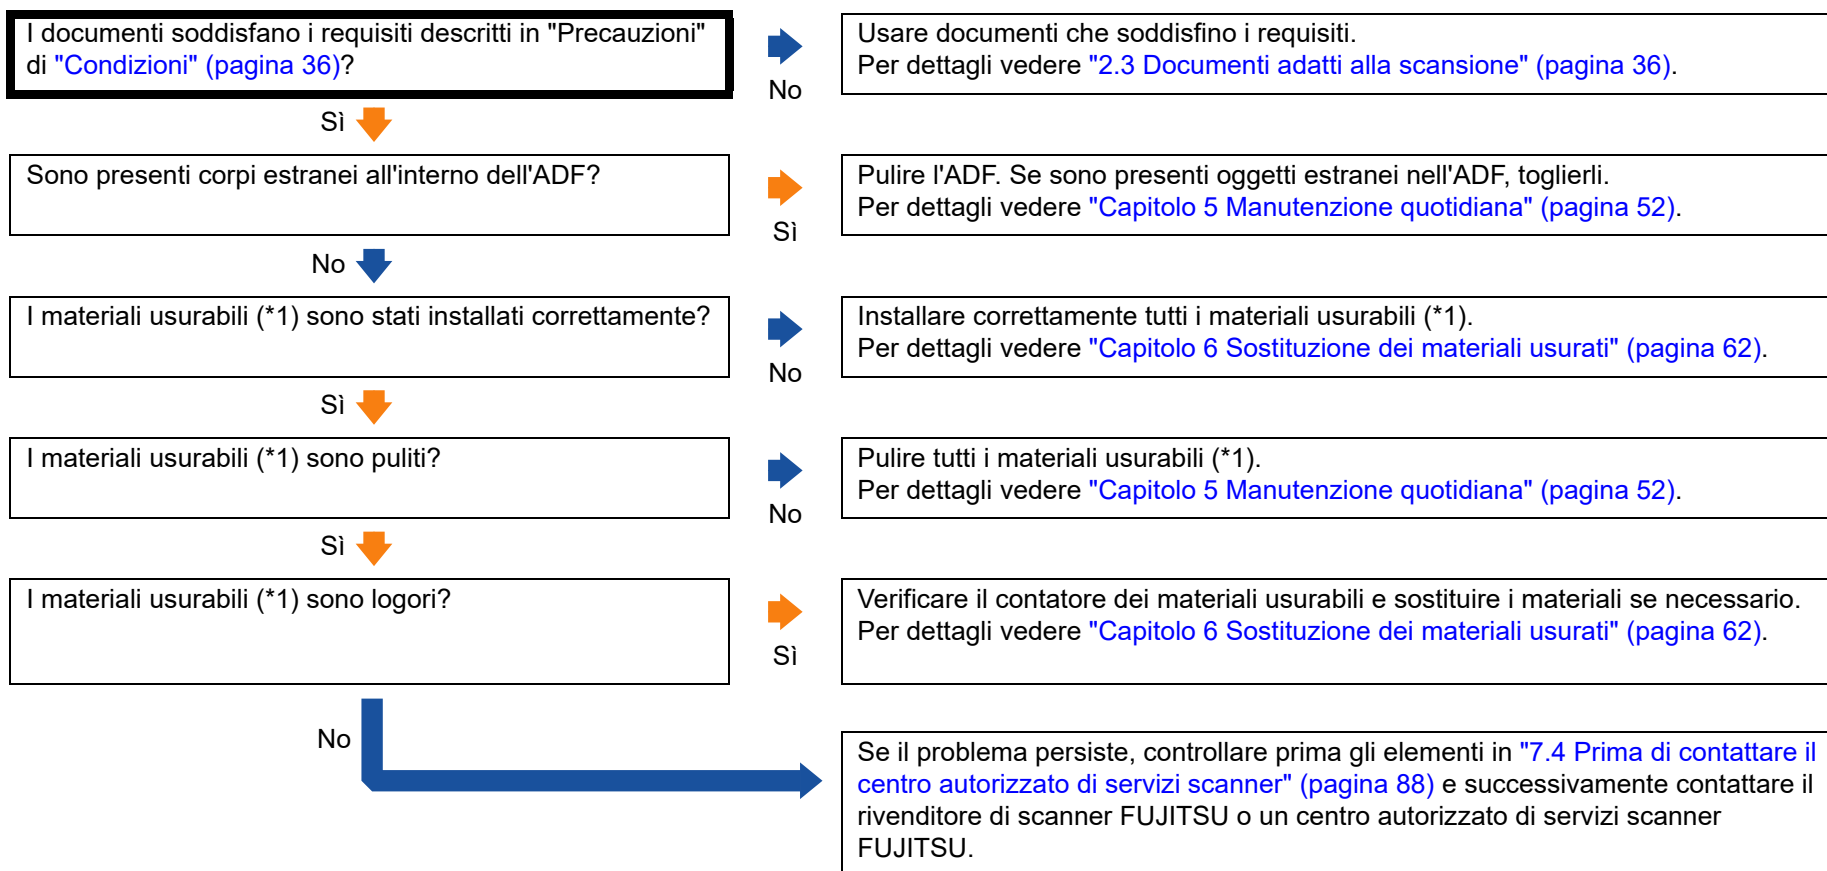 I documenti soddisfano i requisiti descritti in "Precauzioni"
di "Condizioni" (pagina 36)?
No
Usare documenti che soddisfino i requisiti.
Per dettagli vedere "2.3 Documenti adatti alla scansione" (pagina 36).
Sì
Sono presenti corpi estranei all'interno dell'ADF?
Sì
Pulire l'ADF. Se sono presenti oggetti estranei nell'ADF, toglierli.
Per dettagli vedere "Capitolo 5 Manutenzione quotidiana" (pagina 52).
No
I materiali usurabili (*1) sono stati installati correttamente?
No
Installare correttamente tutti i materiali usurabili (*1).
Per dettagli vedere "Capitolo 6 Sostituzione dei materiali usurati" (pagina 62).
Sì
I materiali usurabili (*1) sono puliti?
No
Pulire tutti i materiali usurabili (*1).
Per dettagli vedere "Capitolo 5 Manutenzione quotidiana" (pagina 52).
Sì
I materiali usurabili (*1) sono logori?
Sì
Verificare il contatore dei materiali usurabili e sostituire i materiali se necessario.
Per dettagli vedere "Capitolo 6 Sostituzione dei materiali usurati" (pagina 62).
No
Se il problema persiste, controllare prima gli elementi in "7.4 Prima di contattare il
centro autorizzato di servizi scanner" (pagina 88) e successivamente contattare il
rivenditore di scanner FUJITSU o un centro autorizzato di servizi scanner
FUJITSU.